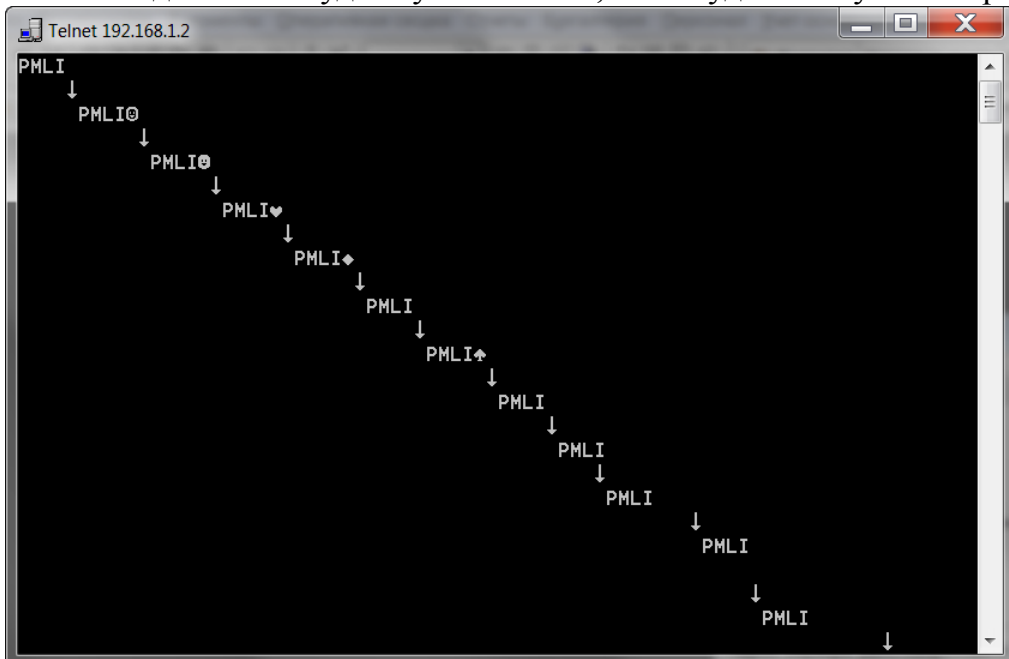 Telnet 192.168.1.2
PMLI
↓
PMLI☺
↓
PMLI☻
↓
PMLI♥
↓
PMLI♦
↓
PMLI
↓
PMLI♠
↓
PMLI
↓
PMLI
↓
PMLI
↓
PMLI
↓
PMLI
↓